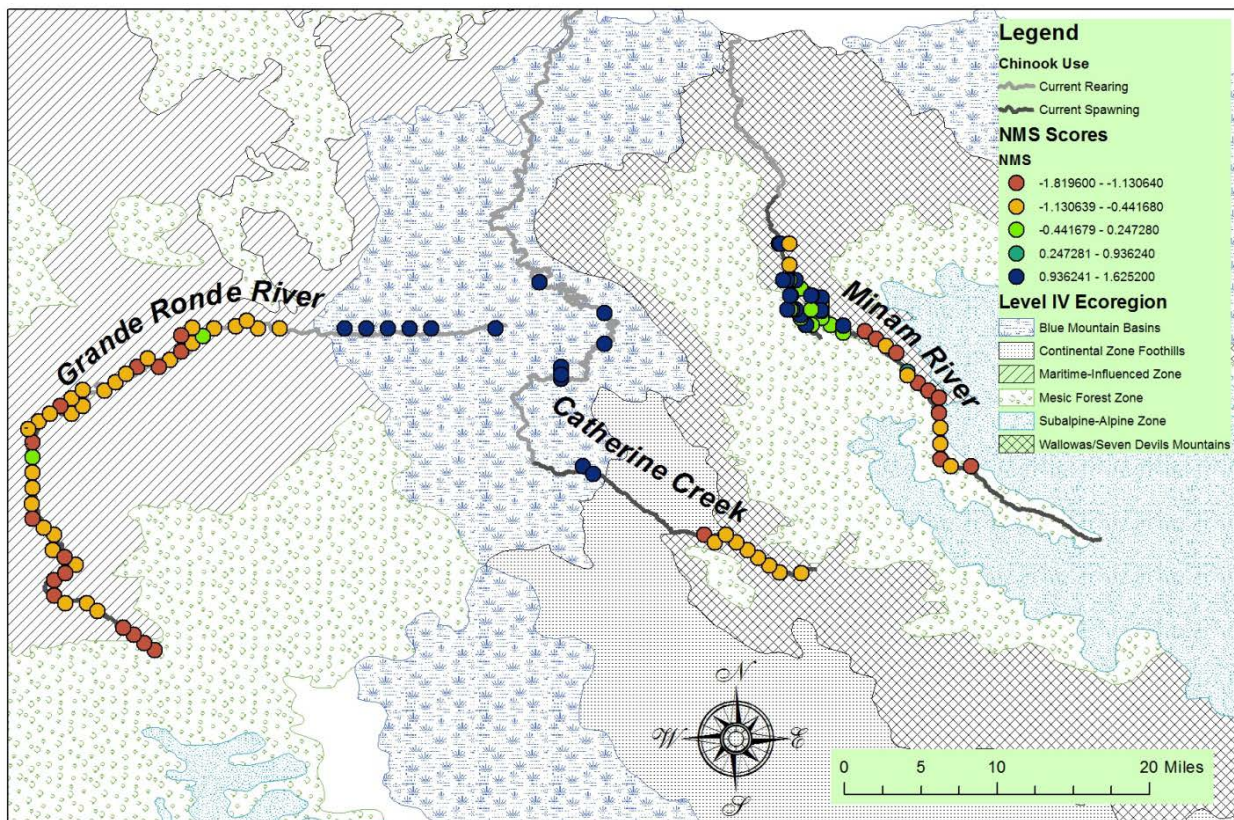 Legend
Chinook Use
Current Rearing
Current Spawning
NMS Scores
NMS
-1.819600 - -1.130640
-1.130639 - -0.441680
-0.441679 - 0.247280
0.247281 - 0.936240
0.936241 - 1.625200
Level IV Ecoregion
Blue Mountain Basins
Continental Zone Foothills
Maritime-Influenced Zone
Mesic Forest Zone
Subalpine-Alpine Zone
Wallowas/Seven Devils Mountains
Grande Ronde River
Minam River
Catherine Creek
N
W E
S
0 5 10 20 Miles